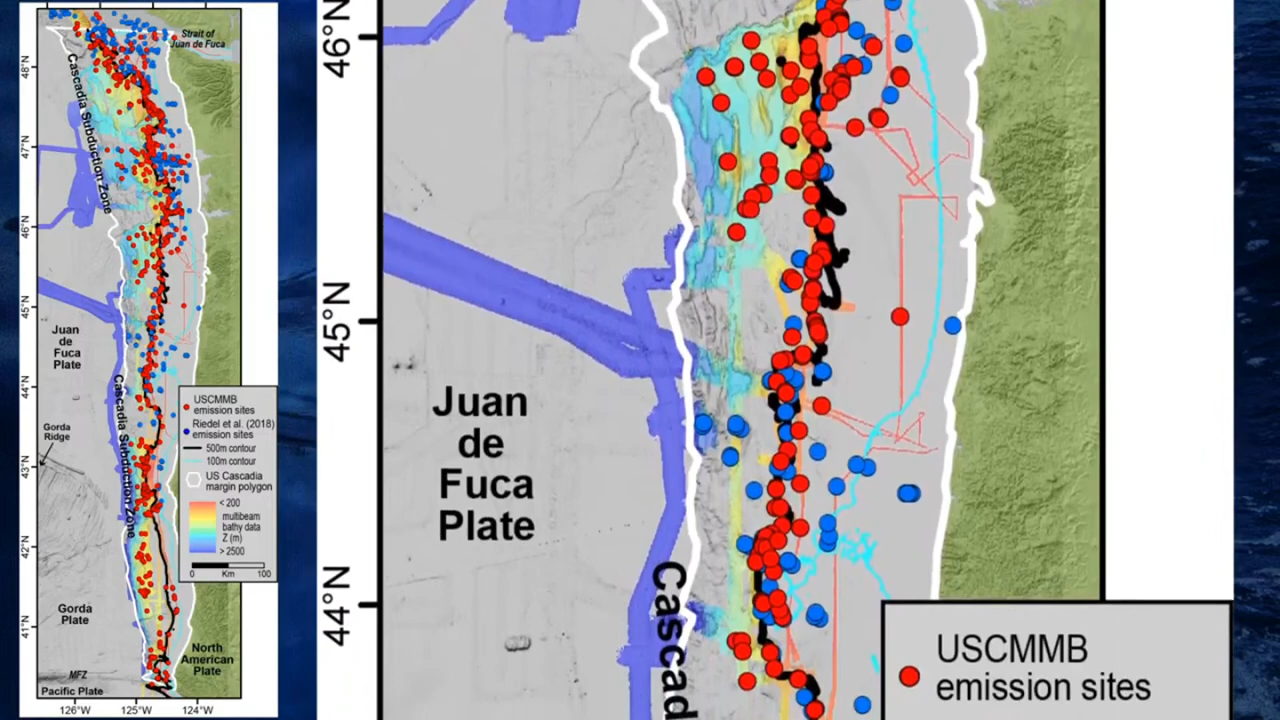 Strait of
Juan de Fuca
48°N
47°N
46°N
45°N
44°N
43°N
42°N
41°N
Cascadia Subduction Zone
Juan
de
Fuca
Plate
Cascadia Subduction Zone
Gorda
Ridge
USCMMB
emission sites
Riedel et al. (2018)
emission sites
500m contour
100m contour
US Cascadia
margin polygon
< 200
multibeam
bathy data
Z (m)
> 2500
0 Km 100
Gorda
Plate
North
American
Plate
MFZ
Pacific Plate
126°W 125°W 124°W
46°N
45°N
44°N
Juan
de
Fuca
Plate
Cascad
USCMMB
emission sites